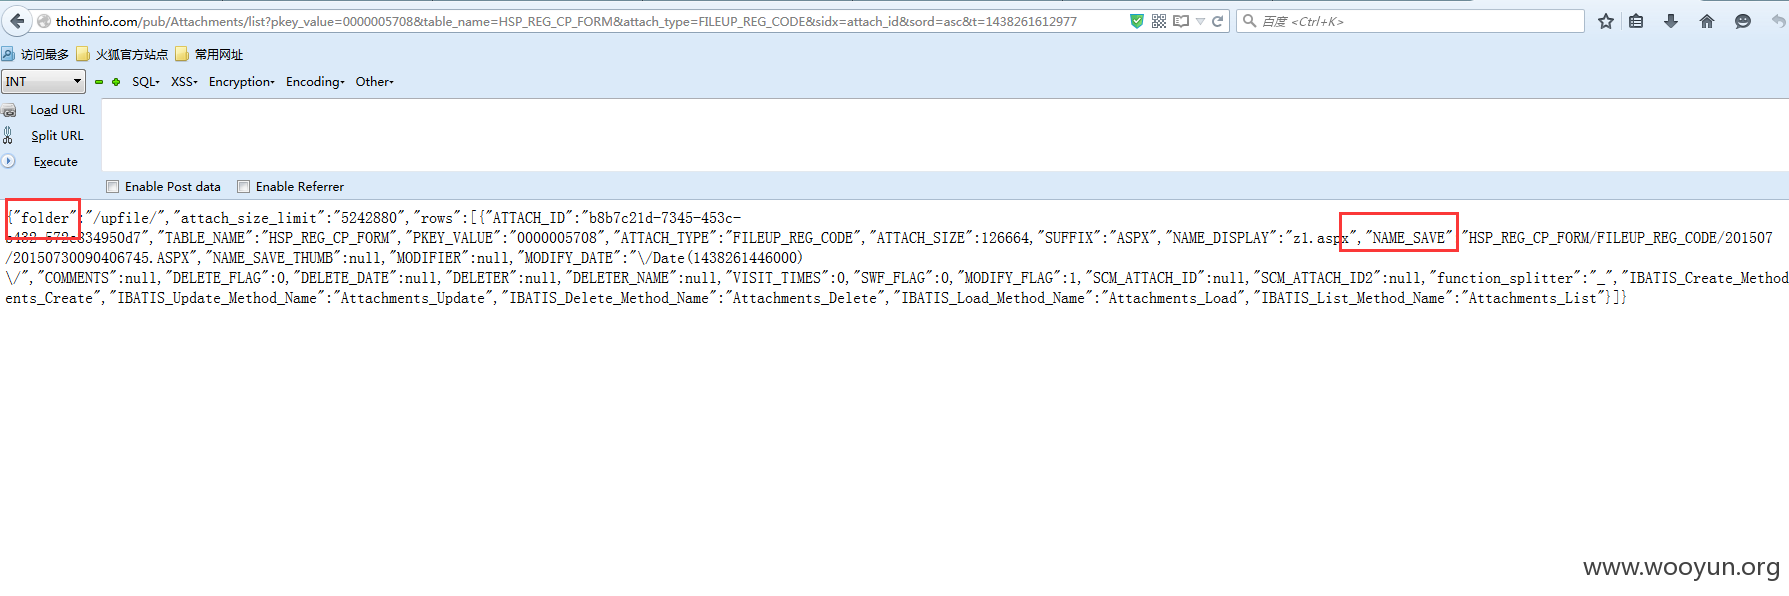 thothinfo.com/pub/Attachments/list?pkey_value=0000005708&table_name=HSP_REG_CP_FORM&attach_type=FILEUP_REG_CODE&sidx=attach_id&sord=asc&t=1438261612977
百度 <Ctrl+K>
访问最多 火狐官方站点 常用网址
INT SQL XSS Encryption Encoding Other
Load URL
Split URL
Execute
Enable Post data Enable Referrer
{"folder":"/upfile/","attach_size_limit":"5242880","rows":[{"ATTACH_ID":"b8b7c21d-7345-453c-
432-572c834950d7","TABLE_NAME":"HSP_REG_CP_FORM","PKEY_VALUE":"0000005708","ATTACH_TYPE":"FILEUP_REG_CODE","ATTACH_SIZE":126664,"SUFFIX":"ASPX","NAME_DISPLAY":"z1.aspx","NAME_SAVE":"HSP_REG_CP_FORM/FILEUP_REG_CODE/201507
/20150730090406745.ASPX","NAME_SAVE_THUMB":null,"MODIFIER":null,"MODIFY_DATE":"\/Date(1438261446000)
\/","COMMENTS":null,"DELETE_FLAG":0,"DELETE_DATE":null,"DELETER":null,"DELETER_NAME":null,"VISIT_TIMES":0,"SWF_FLAG":0,"MODIFY_FLAG":1,"SCM_ATTACH_ID":null,"SCM_ATTACH_ID2":null,"function_splitter":"_","IBATIS_Create_Method
ents_Create","IBATIS_Update_Method_Name":"Attachments_Update","IBATIS_Delete_Method_Name":"Attachments_Delete","IBATIS_Load_Method_Name":"Attachments_Load","IBATIS_List_Method_Name":"Attachments_List"}]}
www.wooyun.org